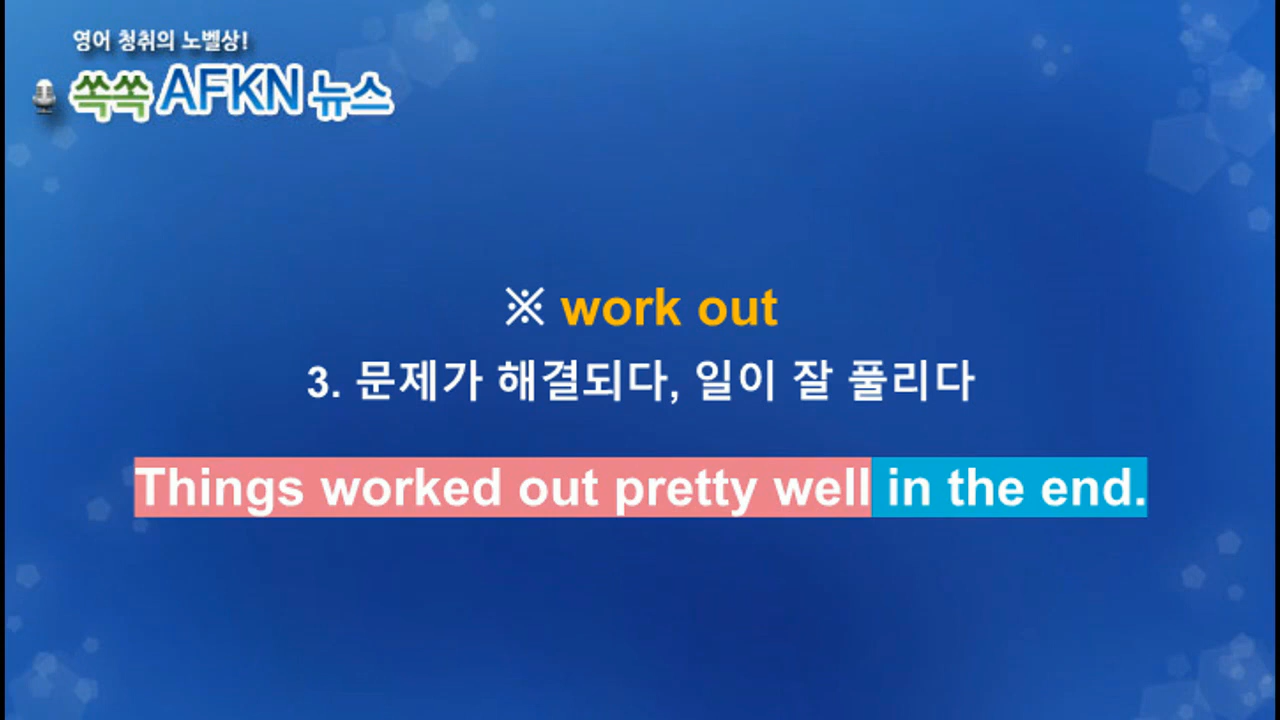 영어 청취의 노벨상!
쏙쏙 AFKN 뉴스
※ work out
3. 문제가 해결되다, 일이 잘 풀리다
Things worked out pretty well in the end.